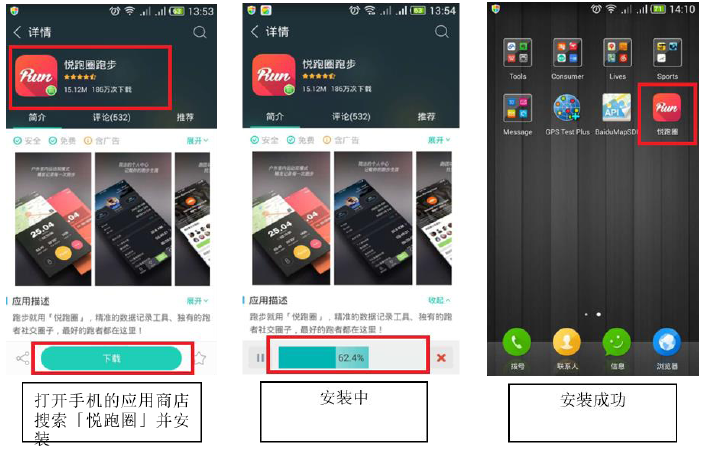 13:53
详情
Run
悦跑圈跑步
15.12M 186万次下载
简介 评论(532) 推荐
安全 免费 含广告 展开
25.04
应用描述 展开
跑步就用「悦跑圈」，精准的数据记录工具、独有的跑
者社交圈子，最好的跑者都在这里！
下载
打开手机的应用商店
搜索「悦跑圈」并安
装
13:54
详情
Run
悦跑圈跑步
15.12M 186万次下载
简介 评论(532) 推荐
安全 免费 含广告 展开
25.04
应用描述 收起
跑步就用「悦跑圈」，精准的数据记录工具、独有的跑
者社交圈子，最好的跑者都在这里！
62.4%
安装中
14:10
Tools Consumer Lives Sports
API Run
Message GPS Test Plus BaiduMapSD 悦跑圈
拨号 联系人 信息 浏览器
安装成功